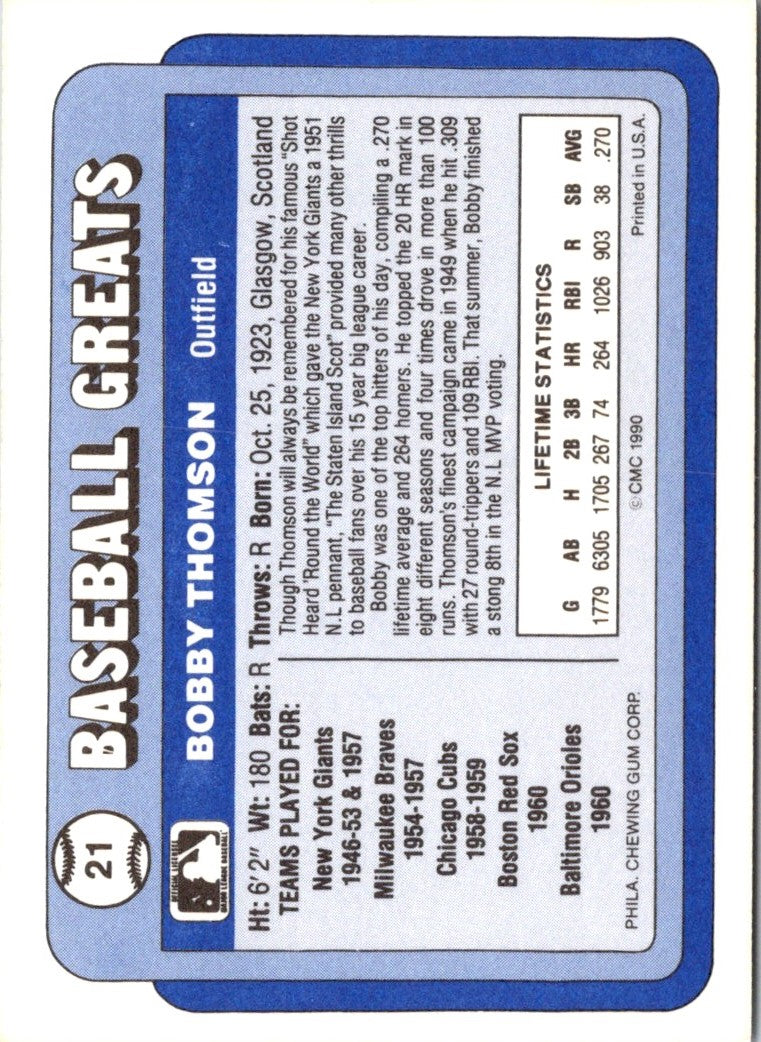 21
BASEBALL GREATS
OFFICIAL LICENSEE
MAJOR LEAGUE BASEBALL
BOBBY THOMSON Outfield
Ht: 6'2" Wt: 180 Bats: R Throws: R Born: Oct. 25, 1923, Glasgow, Scotland
TEAMS PLAYED FOR:
New York Giants
1946-53 & 1957
Milwaukee Braves
1954-1957
Chicago Cubs
1958-1959
Boston Red Sox
1960
Baltimore Orioles
1960
Though Thomson will always be remembered for his famous "Shot
Heard 'Round the World" which gave the New York Giants a 1951
N.L pennant, "The Staten Island Scot" provided many other thrills
to baseball fans over his 15 year big league career.
Bobby was one of the top hitters of his day, compiling a .270
lifetime average and 264 homers. He topped the 20 HR mark in
eight different seasons and four times drove in more than 100
runs. Thomson's finest campaign came in 1949 when he hit .309
with 27 round-trippers and 109 RBI. That summer, Bobby finished
a stong 8th in the N.L MVP voting.
LIFETIME STATISTICS
G AB H 2B 3B HR RBI R SB AVG
1779 6305 1705 267 74 264 1026 903 38 .270
PHILA. CHEWING GUM CORP. © CMC 1990 Printed in U.S.A.